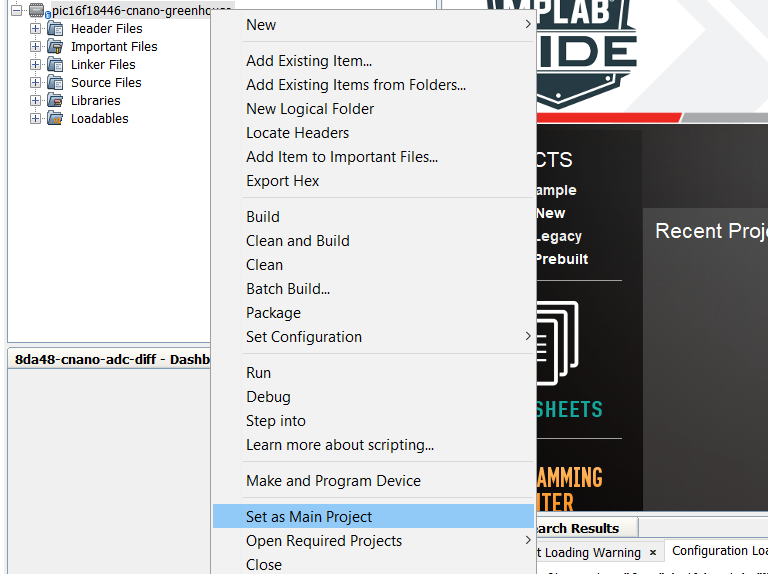 pic16f18446-cnano-greenhouse
Header Files
Important Files
Linker Files
Source Files
Libraries
Loadables
8da48-cnano-adc-diff - Dashb
New
Add Existing Item...
Add Existing Items from Folders...
New Logical Folder
Locate Headers
Add Item to Important Files...
Export Hex
Build
Clean and Build
Clean
Batch Build...
Package
Set Configuration
Run
Debug
Step into
Learn more about scripting...
Make and Program Device
Set as Main Project
Open Required Projects
Close
MPLAB
IDE
CTS
ample
New
Legacy
Prebuilt
Recent Proj
SHEETS
AMMING
TER
earch Results
t Loading Warning ×
Configuration Loa